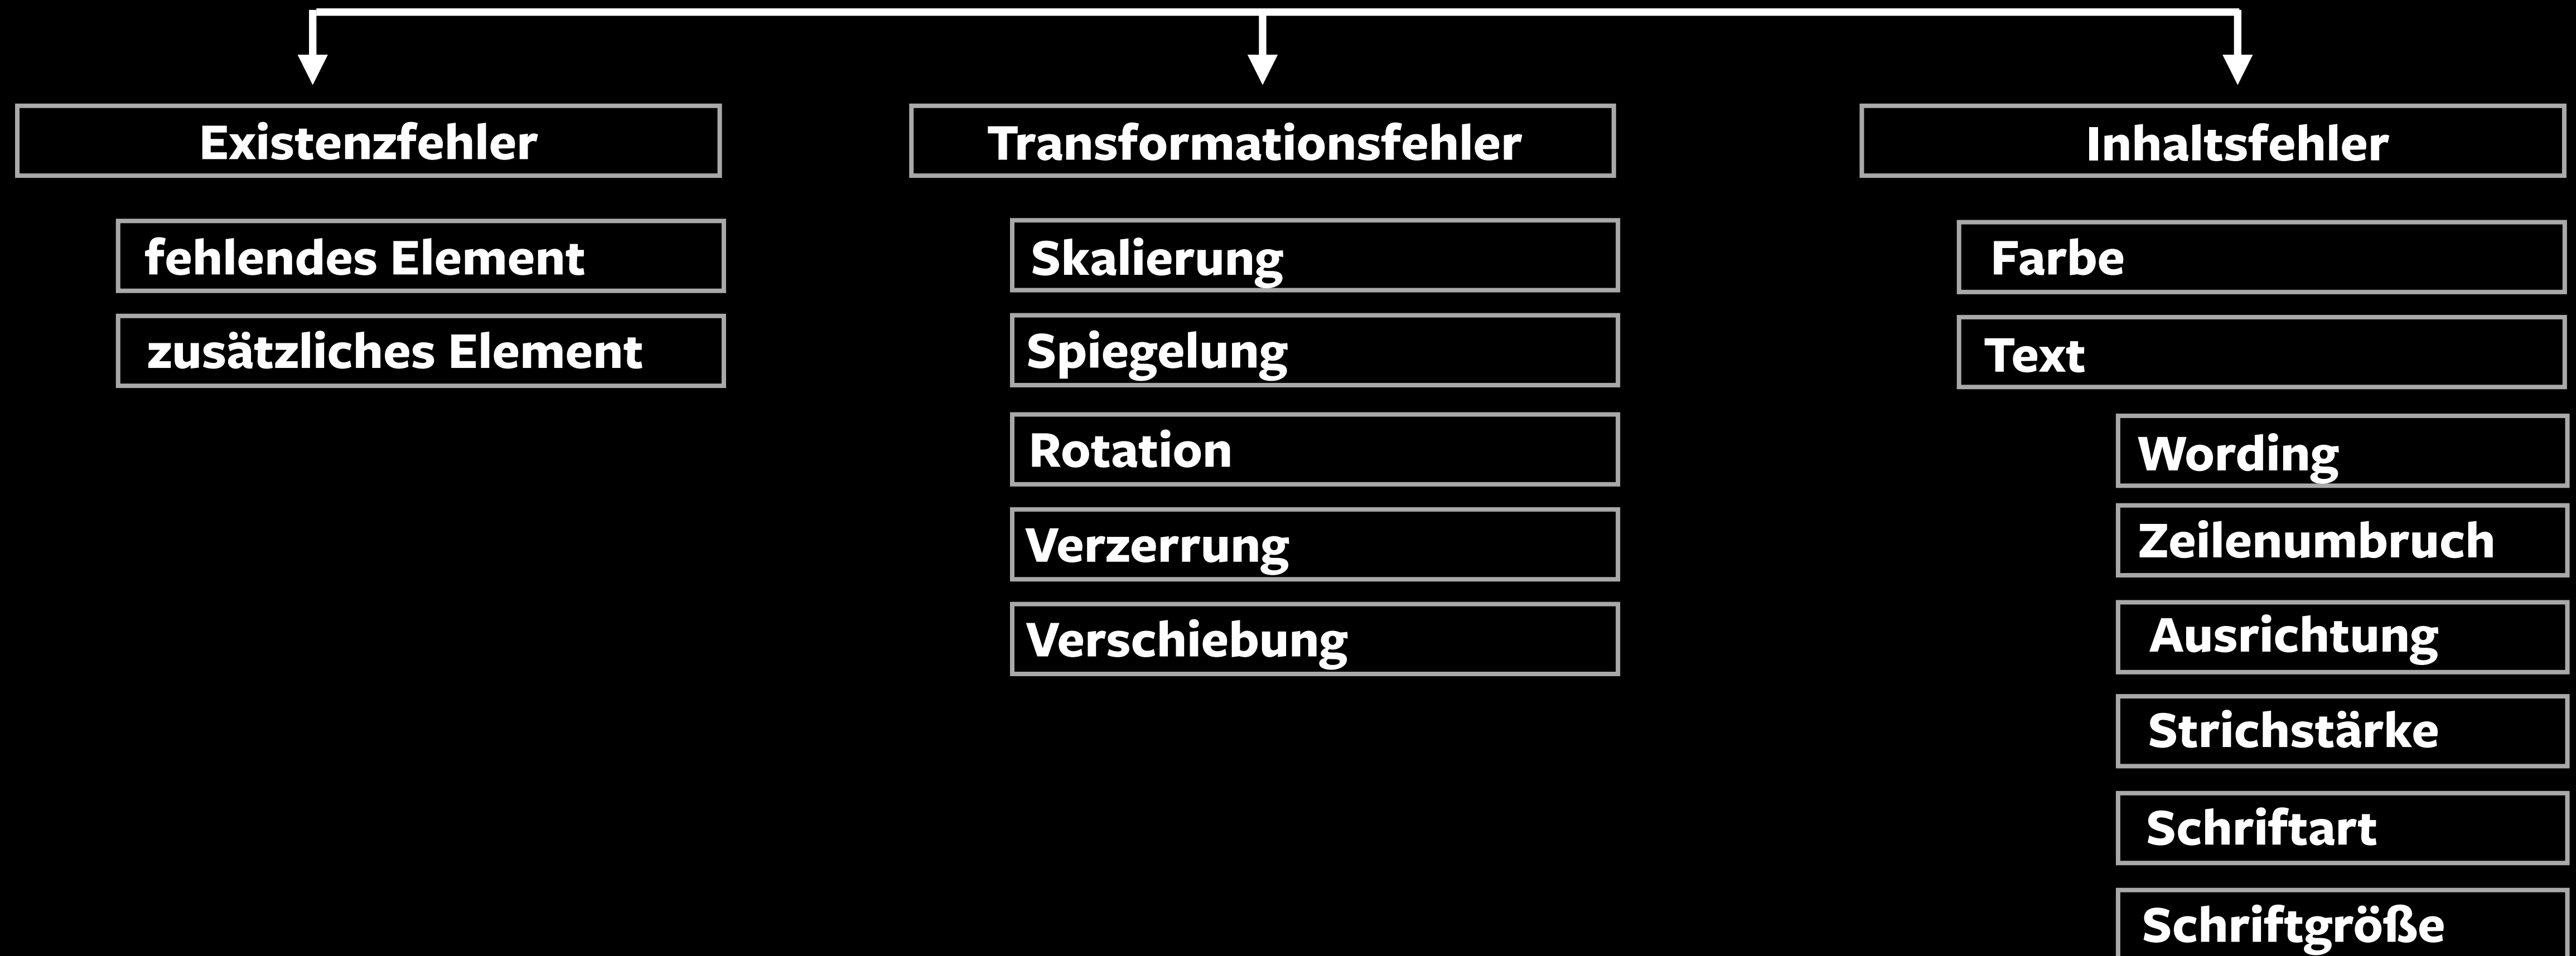 Existenzfehler
fehlendes Element
zusätzliches Element
Transformationsfehler
Skalierung
Spiegelung
Rotation
Verzerrung
Verschiebung
Inhaltsfehler
Farbe
Text
Wording
Zeilenumbruch
Ausrichtung
Strichstärke
Schriftart
Schriftgröße